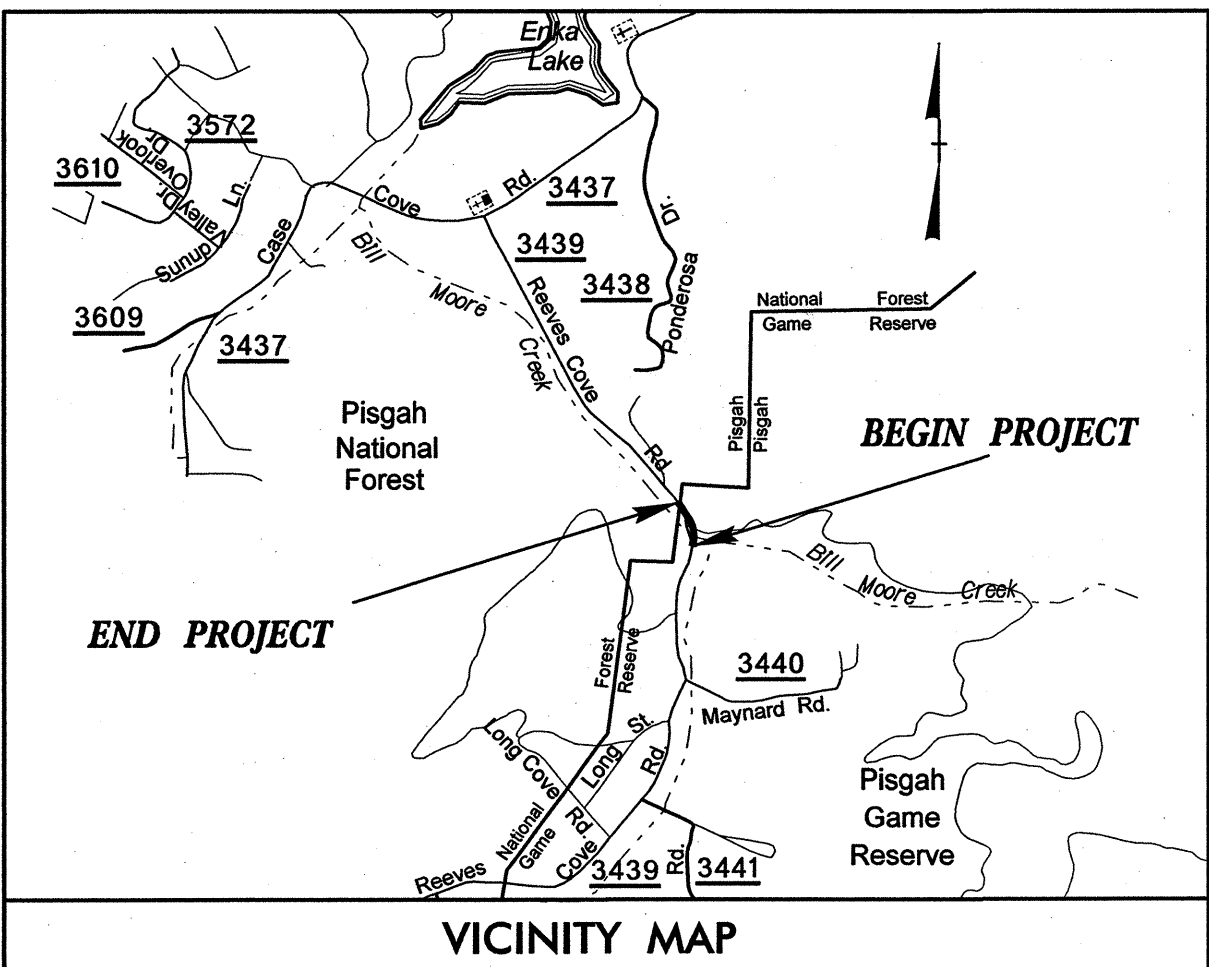 Enka
Lake
3572
Overlook
Dr.
3610
Valley Dr.
Sunny
Ln.
3609
Case
Cove
Rd.
3437
3437
3439
3438
Ponderosa
Dr.
Bill
Moore
Creek
Reeves Cove
Rd
National Forest
Game Reserve
Pisgah
Pisgah
Pisgah
National
Forest
BEGIN PROJECT
END PROJECT
Bill
Moore
Creek
Forest
Reserve
3440
Maynard Rd.
Long
St.
Long Cove
Rd.
Rd.
National
Game
Reeves
Cove
3439
Rd.
3441
Pisgah
Game
Reserve
VICINITY MAP